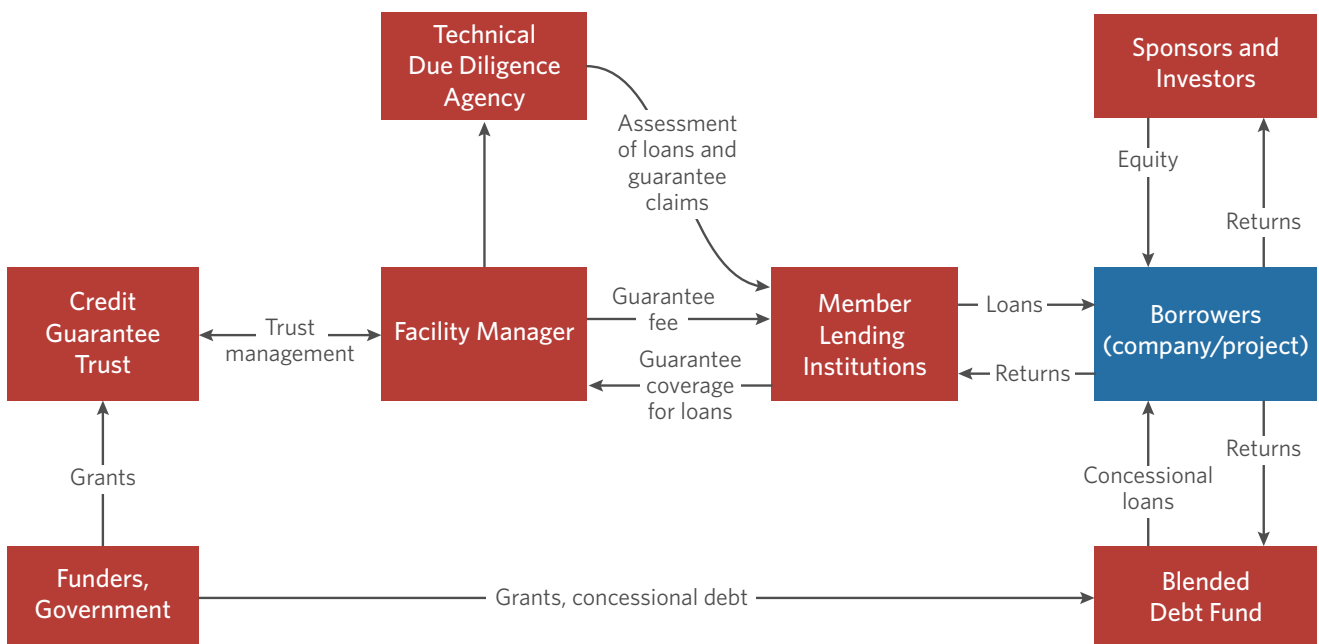 Technical
Due Diligence
Agency
Sponsors and
Investors
Assessment
of loans and
guarantee
claims
Equity
Returns
Credit
Guarantee
Trust
Trust
management
Facility Manager
Guarantee
fee
Guarantee
coverage
for loans
Member
Lending
Institutions
Loans
Returns
Borrowers
(company/project)
Grants
Concessional
loans
Returns
Funders,
Government
Grants, concessional debt
Blended
Debt Fund